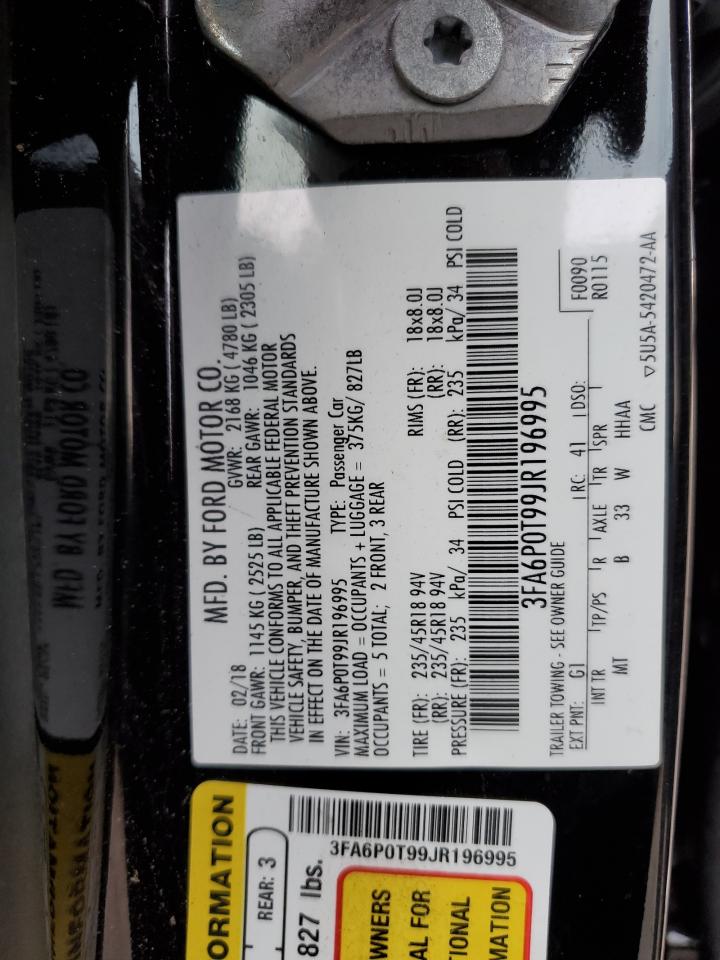 MFD. BY FORD MOTOR CO.
DATE: 02/18 GVWR: 2168 KG ( 4780 LB)
FRONT GAWR: 1145 KG ( 2525 LB) REAR GAWR: 1046 KG ( 2305 LB)
THIS VEHICLE CONFORMS TO ALL APPLICABLE FEDERAL MOTOR
VEHICLE SAFETY, BUMPER, AND THEFT PREVENTION STANDARDS
IN EFFECT ON THE DATE OF MANUFACTURE SHOWN ABOVE.
VIN: 3FA6P0T99JR196995 TYPE: Passenger Car
MAXIMUM LOAD = OCCUPANTS + LUGGAGE = 375KG/ 827LB
OCCUPANTS = 5 TOTAL; 2 FRONT, 3 REAR
TIRE (FR): 235/45R18 94V RIMS (FR): 18x8.0J
(RR): 235/45R18 94V (RR): 18x8.0J
PRESSURE (FR): 235 kPa/ 34 PSI COLD (RR): 235 kPa/ 34 PSI COLD
3FA6P0T99JR196995
TRAILER TOWING - SEE OWNER GUIDE
EXT PNT: G1 RC: 41 DSO: F0090
R0115
INT TR TP/PS R AXLE TR SPR
MT B 33 W HHAA
CMC ▽5U5A-5420472-AA
ORMATION
REAR: 3
827 lbs.
3FA6P0T99JR196995
WNERS
AL FOR
TIONAL
MATION